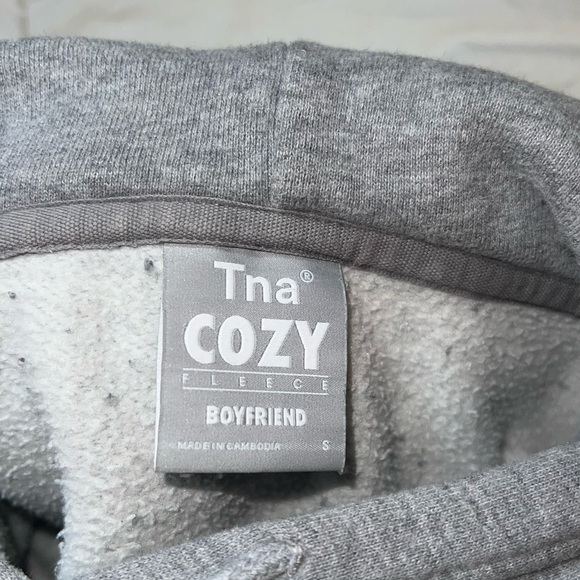 Tna®
COZY
FLEECE
BOYFRIEND
MADE IN CAMBODIA S